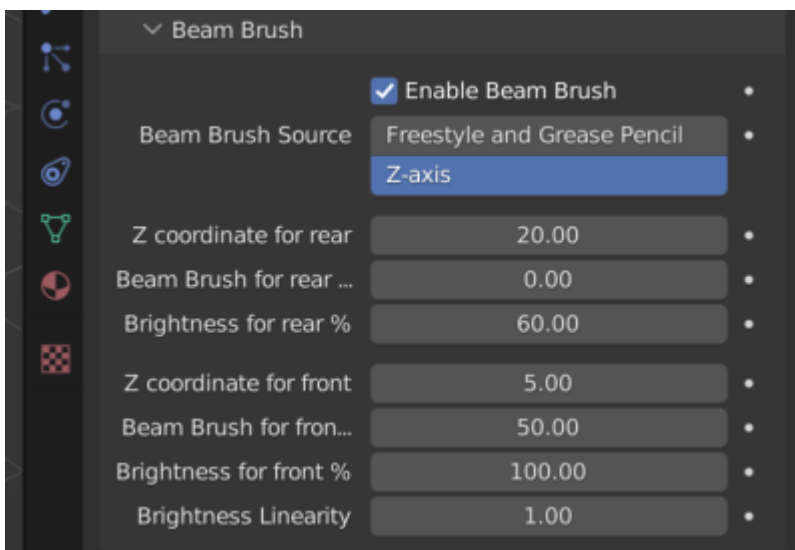 Beam Brush
Enable Beam Brush
Beam Brush Source Freestyle and Grease Pencil
Z-axis
Z coordinate for rear 20.00
Beam Brush for rear ... 0.00
Brightness for rear % 60.00
Z coordinate for front 5.00
Beam Brush for fron... 50.00
Brightness for front % 100.00
Brightness Linearity 1.00